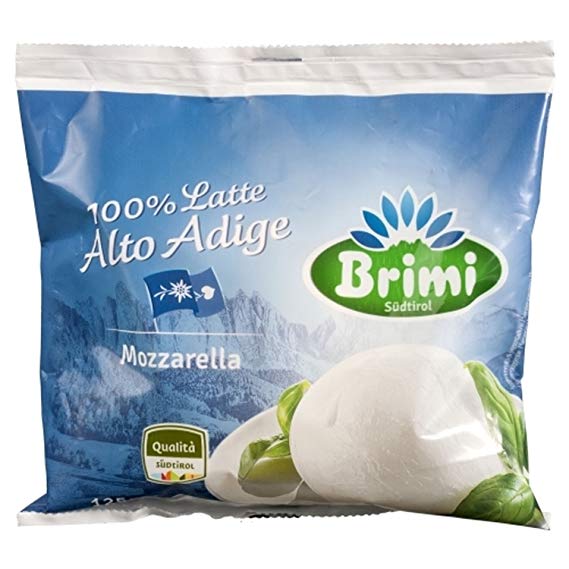 100% Latte
Alto Adige
Brimi
Südtirol
Mozzarella
Qualità
SÜDTIROL